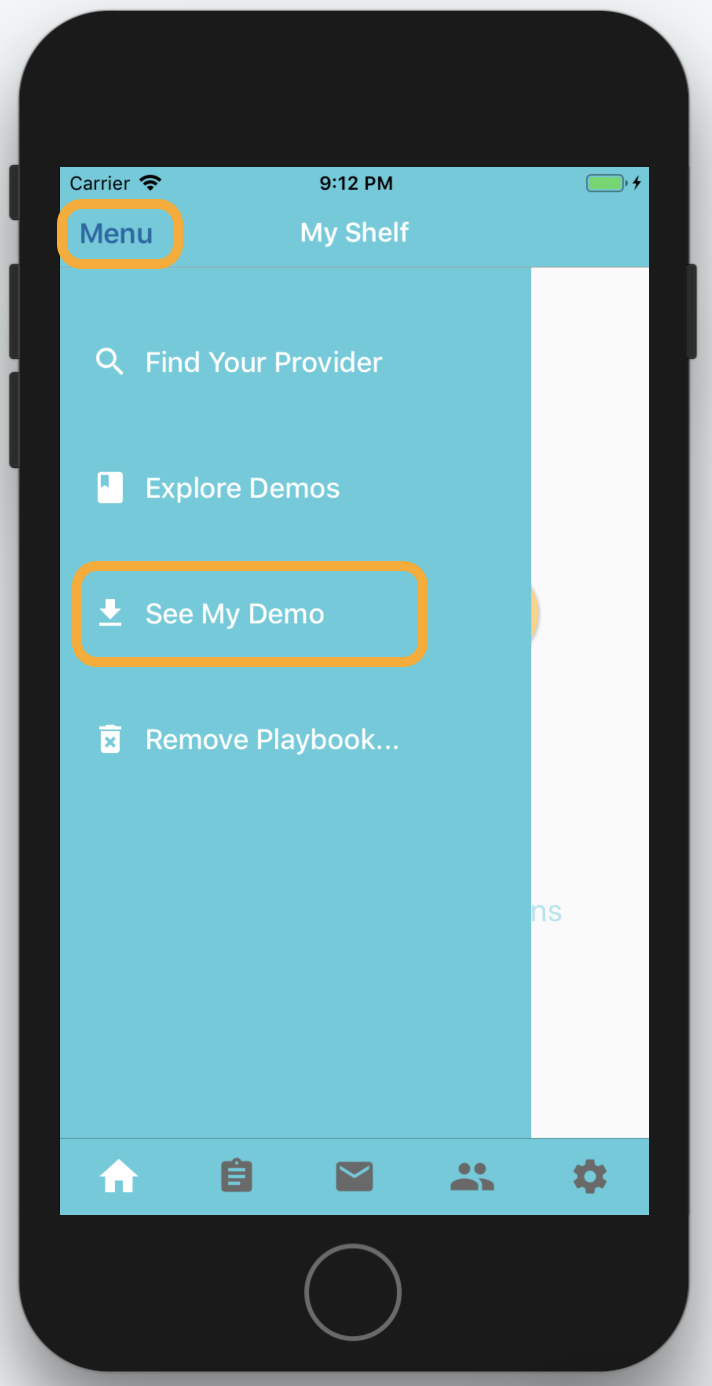 Carrier 9:12 PM
Menu My Shelf
Find Your Provider
Explore Demos
See My Demo
Remove Playbook...
ns